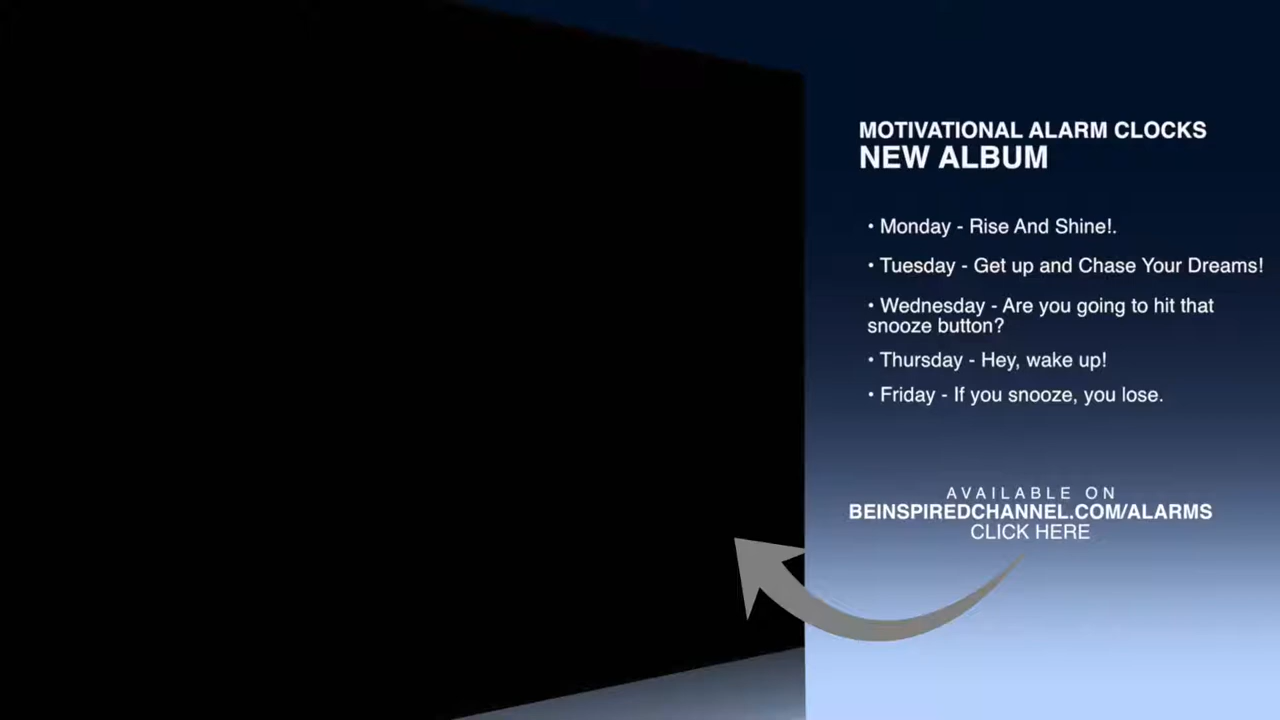 MOTIVATIONAL ALARM CLOCKS
NEW ALBUM
• Monday - Rise And Shine!.
• Tuesday - Get up and Chase Your Dreams!
• Wednesday - Are you going to hit that
snooze button?
• Thursday - Hey, wake up!
• Friday - If you snooze, you lose.
AVAILABLE ON
BEINSPIREDCHANNEL.COM/ALARMS
CLICK HERE